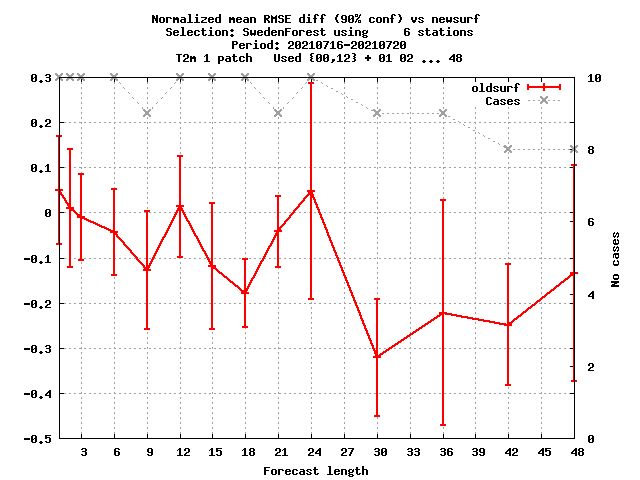 Normalized mean RMSE diff (90% conf) vs newsurf
Selection: SwedenForest using     6 stations
Period: 20210716-20210720
T2m 1 patch   Used {00,12} + 01 02 ... 48
oldsurf
Cases
0,3
0,2
0,1
0
-0,1
-0,2
-0,3
-0,4
-0,5
10
8
6
4
2
0
No cases
3 6 9 12 15 18 21 24 27 30 33 36 39 42 45 48
Forecast length